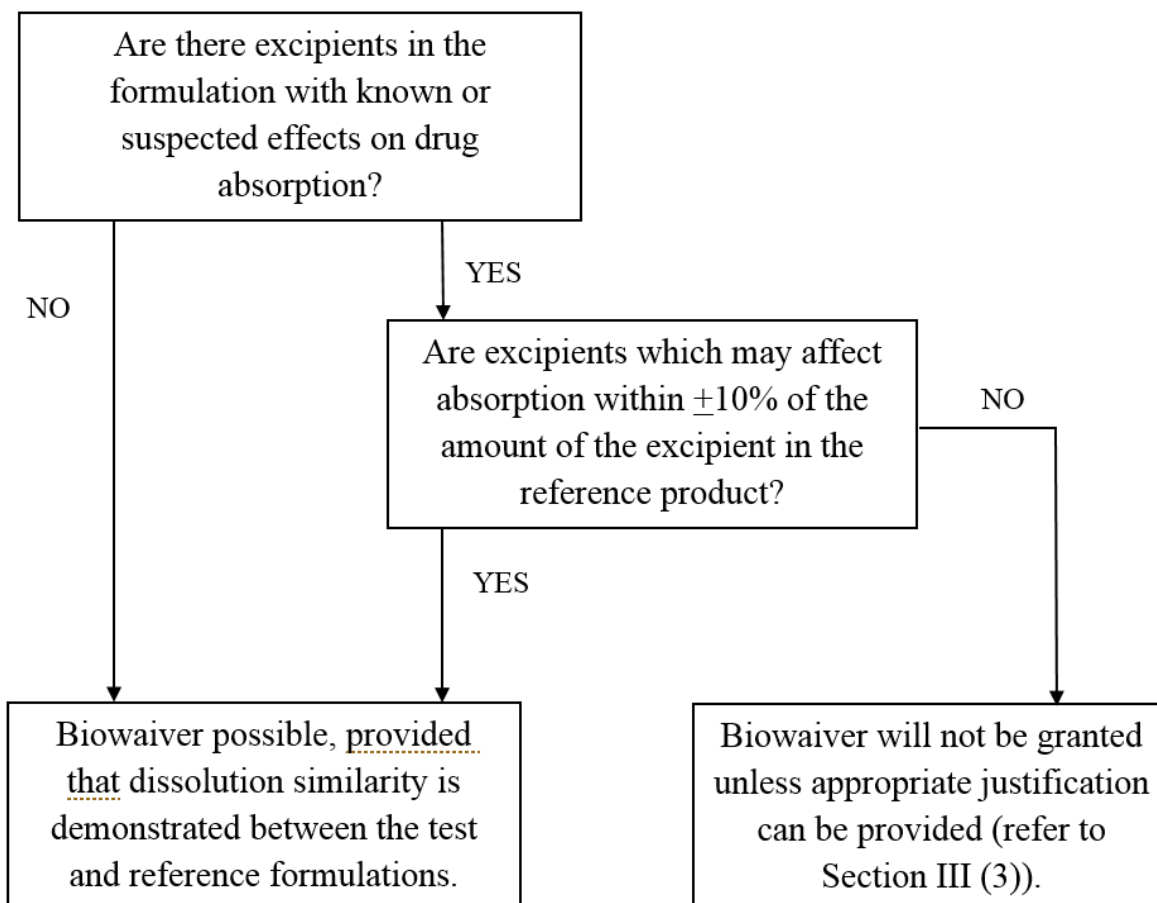 Are there excipients in the
formulation with known or
suspected effects on drug
absorption?
NO
YES
Are excipients which may affect
absorption within ±10% of the
amount of the excipient in the
reference product?
NO
YES
Biowaiver possible, provided
that dissolution similarity is
demonstrated between the test
and reference formulations.
Biowaiver will not be granted
unless appropriate justification
can be provided (refer to
Section III (3)).